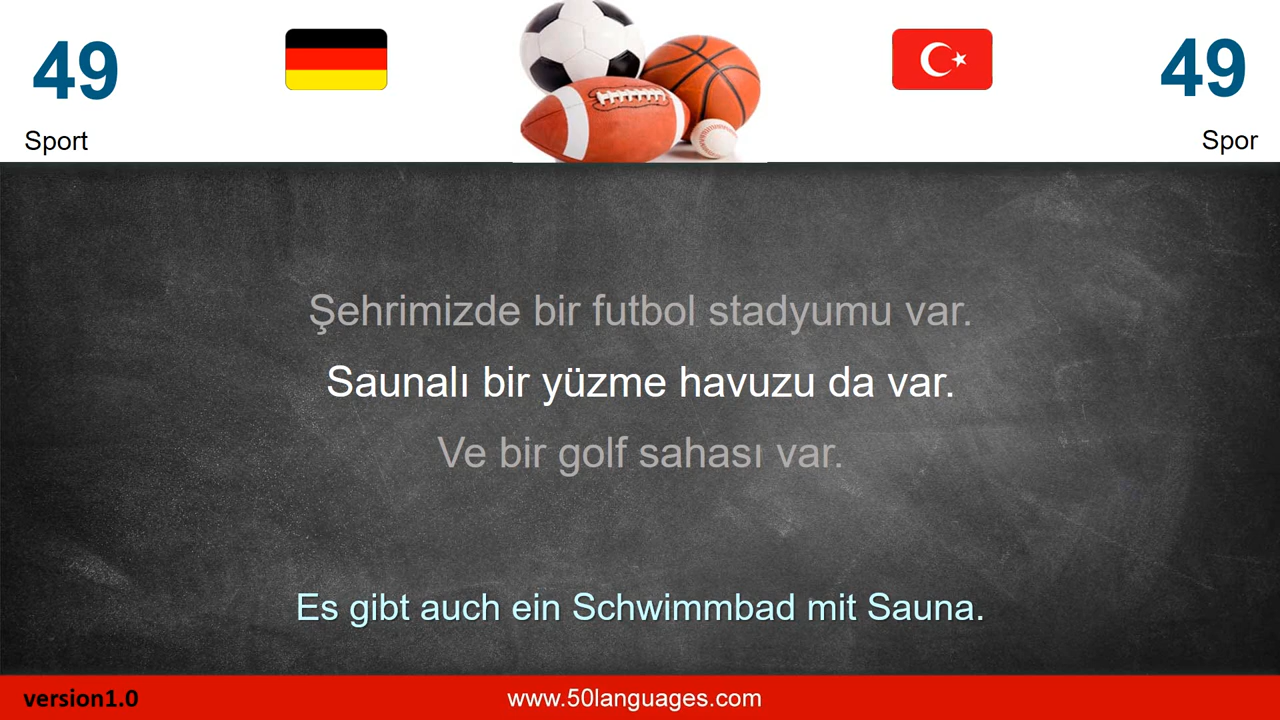 49
49
Sport
Spor
Şehrimizde bir futbol stadyumu var.
Saunalı bir yüzme havuzu da var.
Ve bir golf sahası var.
Es gibt auch ein Schwimmbad mit Sauna.
version1.0
www.50languages.com